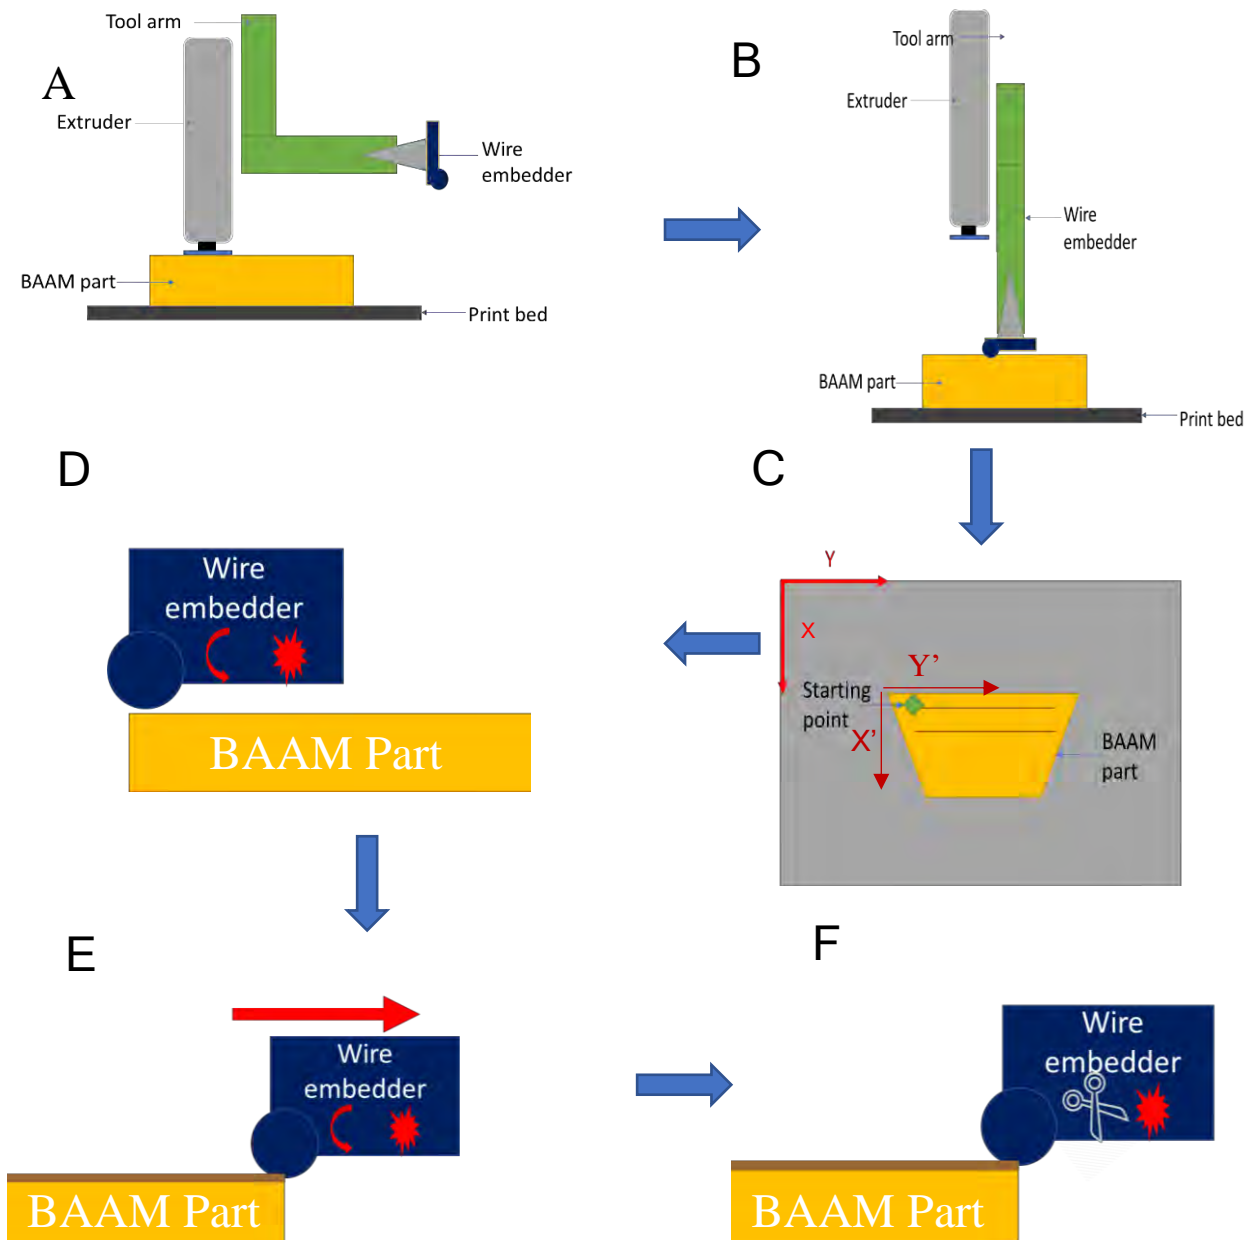 A
Tool arm
Extruder
Wire
embedder
BAAM part
Print bed
B
Tool arm
Extruder
Wire
embedder
BAAM part
Print bed
C
Y
X
Y’
Starting
point
X’
BAAM
part
D
Wire
embedder
BAAM Part
E
Wire
embedder
BAAM Part
F
Wire
embedder
BAAM Part